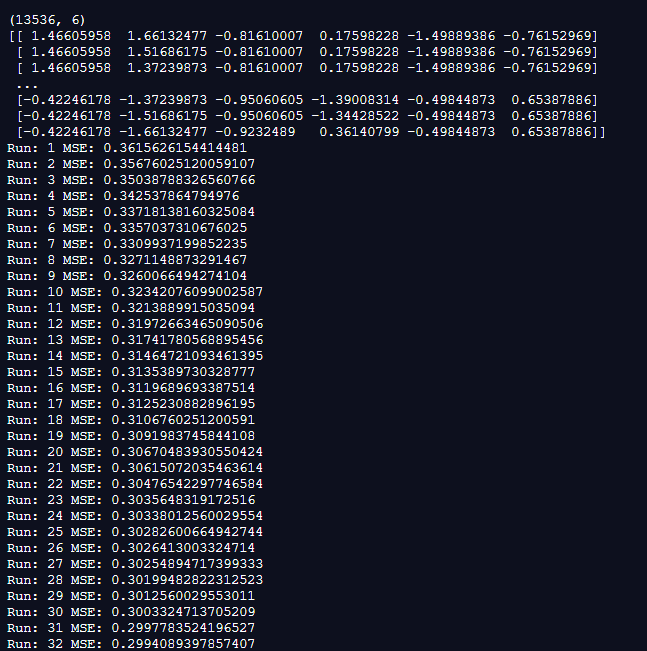 (13536, 6)
[[ 1.46605958  1.66132477 -0.81610007  0.17598228 -1.49889386 -0.76152969]
 [ 1.46605958  1.51686175 -0.81610007  0.17598228 -1.49889386 -0.76152969]
 [ 1.46605958  1.37239873 -0.81610007  0.17598228 -1.49889386 -0.76152969]
 ...
 [-0.42246178 -1.37239873 -0.95060605 -1.39008314 -0.49844873  0.65387886]
 [-0.42246178 -1.51686175 -0.95060605 -1.34428522 -0.49844873  0.65387886]
 [-0.42246178 -1.66132477 -0.9232489   0.36140799 -0.49844873  0.65387886]]
Run: 1 MSE: 0.3615626154414481
Run: 2 MSE: 0.35676025120059107
Run: 3 MSE: 0.35038788326560766
Run: 4 MSE: 0.342537864794976
Run: 5 MSE: 0.33718138160325084
Run: 6 MSE: 0.3357037310676025
Run: 7 MSE: 0.3309937199852235
Run: 8 MSE: 0.3271148873291467
Run: 9 MSE: 0.3260066494274104
Run: 10 MSE: 0.32342076099002587
Run: 11 MSE: 0.3213889915035094
Run: 12 MSE: 0.31972663465090506
Run: 13 MSE: 0.31741780568895456
Run: 14 MSE: 0.31464721093461395
Run: 15 MSE: 0.3135389730328777
Run: 16 MSE: 0.3119689693387514
Run: 17 MSE: 0.3125230882896195
Run: 18 MSE: 0.3106760251200591
Run: 19 MSE: 0.3091983745844108
Run: 20 MSE: 0.30670483930550424
Run: 21 MSE: 0.30615072035463614
Run: 22 MSE: 0.30476542297746584
Run: 23 MSE: 0.3035648319172516
Run: 24 MSE: 0.30338012560029554
Run: 25 MSE: 0.30282600664942744
Run: 26 MSE: 0.3026413003324714
Run: 27 MSE: 0.30254894717399333
Run: 28 MSE: 0.30199482822312523
Run: 29 MSE: 0.3012560029553011
Run: 30 MSE: 0.3003324713705209
Run: 31 MSE: 0.2997783524196527
Run: 32 MSE: 0.2994089397857407